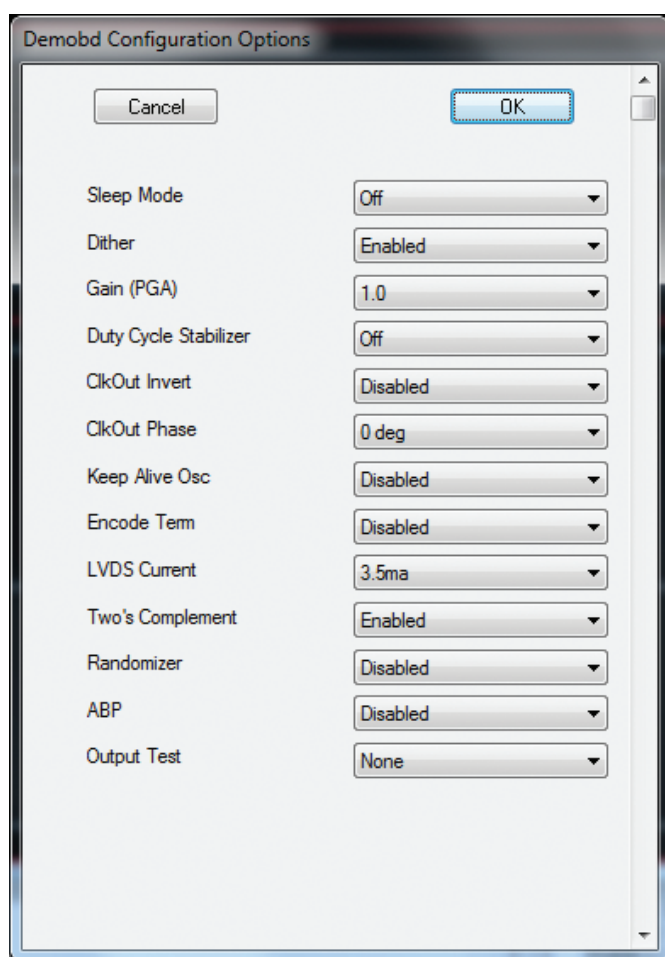 Demobd Configuration Options
Cancel OK
Sleep Mode Off
Dither Enabled
Gain (PGA) 1.0
Duty Cycle Stabilizer Off
ClkOut Invert Disabled
ClkOut Phase 0 deg
Keep Alive Osc Disabled
Encode Term Disabled
LVDS Current 3.5ma
Two's Complement Enabled
Randomizer Disabled
ABP Disabled
Output Test None